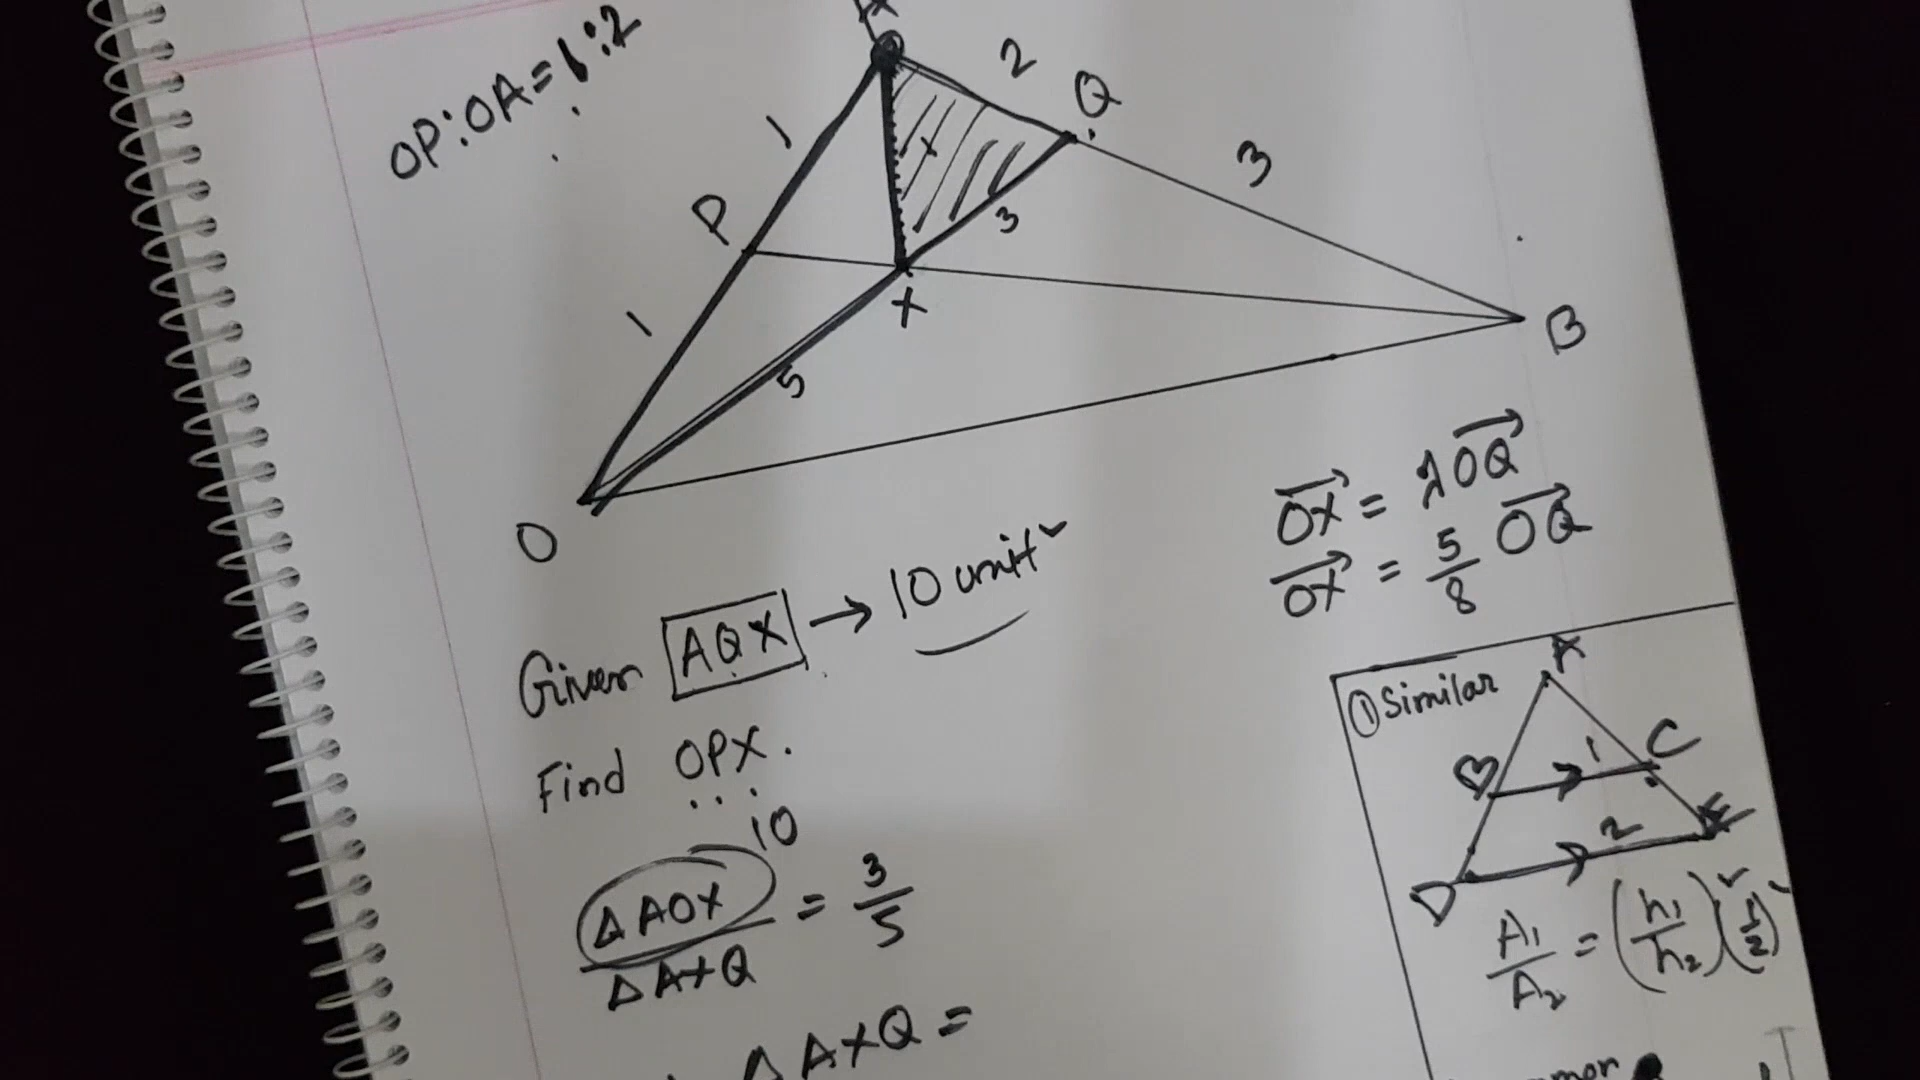 OP:OA=1:2
A
2
Q
1
3
P
3
X
1
5
B
O
Given AQX → 10 unit²
Find OPX.
10
ΔAOX / ΔAXQ = 3/5
ΔAXQ =
OX = λOQ
OX = 5/8 OQ
① Similar
A
B
1
C
D
2
E
A₁/A₂ = (h₁/h₂)² (1/2)²